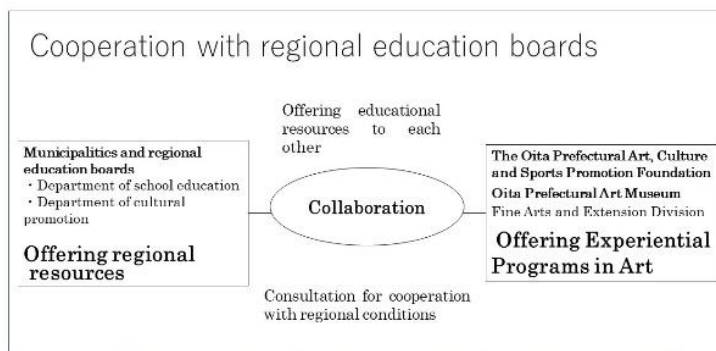 Cooperation with regional education boards
Offering educational
resources to each
other
Municipalities and regional
education boards
・Department of school education
・Department of cultural
promotion
Offering regional
resources
Collaboration
The Oita Prefectural Art, Culture
and Sports Promotion Foundation
Oita Prefectural Art Museum
Fine Arts and Extension Division
Offering Experiential
Programs in Art
Consultation for cooperation
with regional conditions